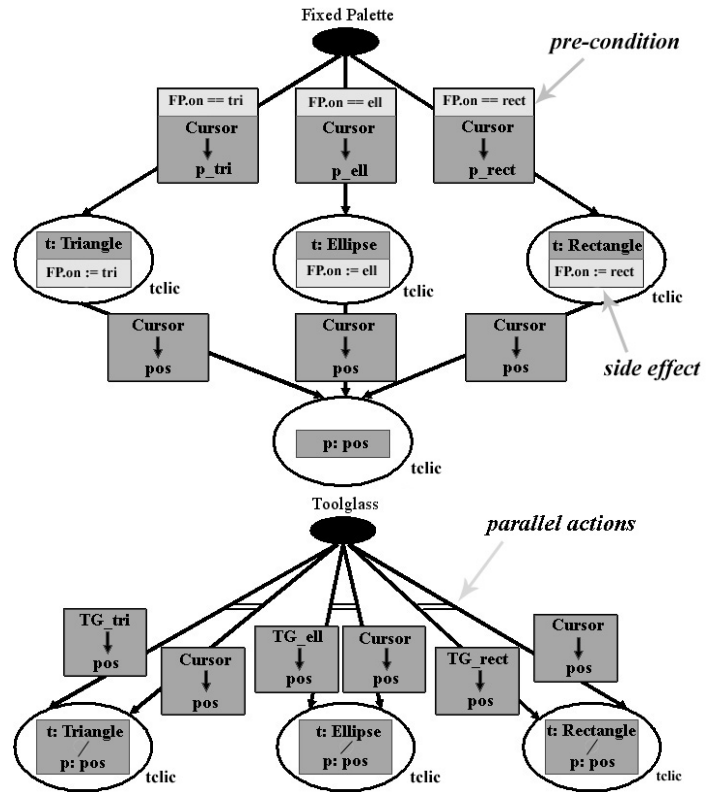 Fixed Palette
pre-condition
FP.on == tri
Cursor
p_tri
FP.on == ell
Cursor
p_ell
FP.on == rect
Cursor
p_rect
t: Triangle
FP.on := tri
tclic
t: Ellipse
FP.on := ell
tclic
t: Rectangle
FP.on := rect
tclic
Cursor
pos
Cursor
pos
Cursor
pos
side effect
p: pos
tclic
Toolglass
parallel actions
TG_tri
pos
Cursor
pos
TG_ell
pos
Cursor
pos
TG_rect
pos
Cursor
pos
t: Triangle
p: pos
tclic
t: Ellipse
p: pos
tclic
t: Rectangle
p: pos
tclic